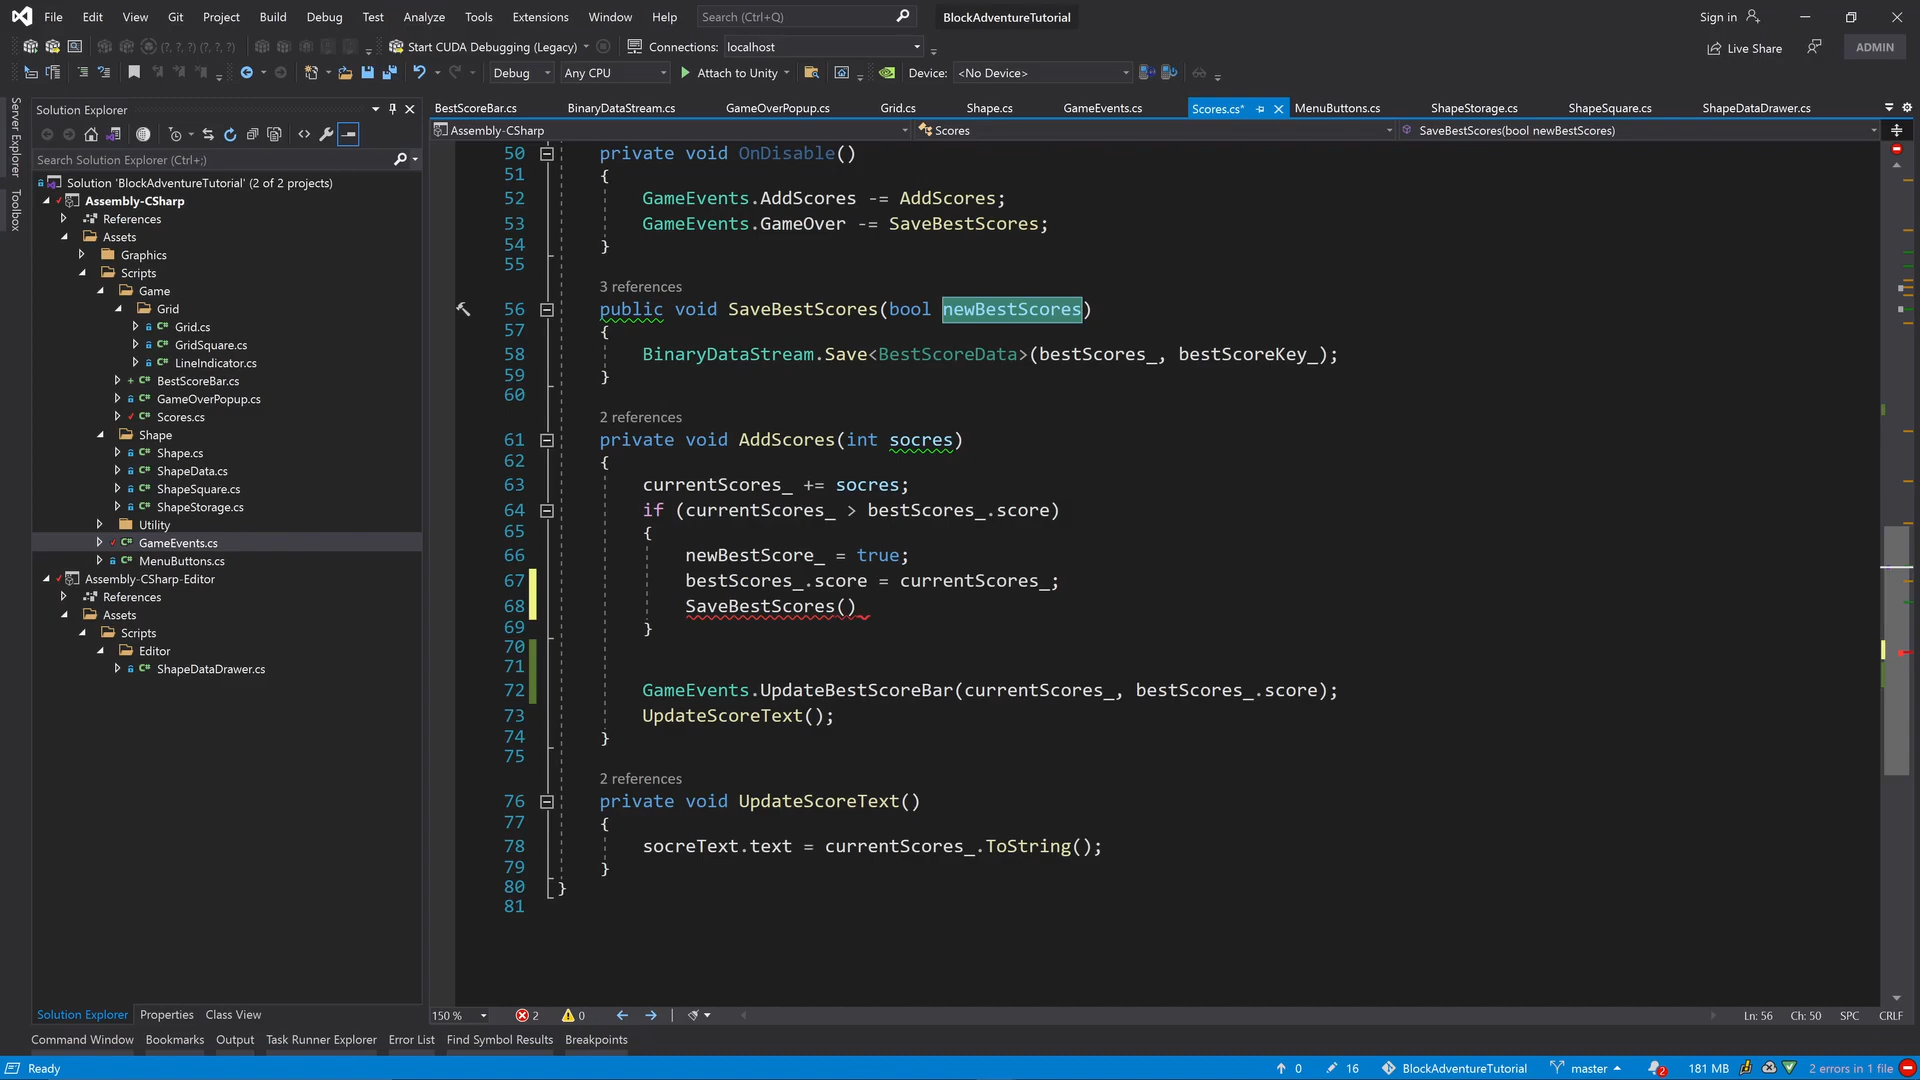 File Edit View Git Project Build Debug Test Analyze Tools Extensions Window Help Search (Ctrl+Q) BlockAdventureTutorial Sign in
(?, ?, ?) (?, ?, ?) Start CUDA Debugging (Legacy) Connections: localhost Live Share ADMIN
Debug Any CPU Attach to Unity Device: <No Device>
Server Explorer
Toolbox
Solution Explorer
Search Solution Explorer (Ctrl+;)
Solution 'BlockAdventureTutorial' (2 of 2 projects)
Assembly-CSharp
References
Assets
Graphics
Scripts
Game
Grid
Grid.cs
GridSquare.cs
LineIndicator.cs
BestScoreBar.cs
GameOverPopup.cs
Scores.cs
Shape
Shape.cs
ShapeData.cs
ShapeSquare.cs
ShapeStorage.cs
Utility
GameEvents.cs
MenuButtons.cs
Assembly-CSharp-Editor
References
Assets
Scripts
Editor
ShapeDataDrawer.cs
Solution Explorer Properties Class View
BestScoreBar.cs BinaryDataStream.cs GameOverPopup.cs Grid.cs Shape.cs GameEvents.cs Scores.cs* MenuButtons.cs ShapeStorage.cs ShapeSquare.cs ShapeDataDrawer.cs
Assembly-CSharp Scores SaveBestScores(bool newBestScores)
50 private void OnDisable()
51 {
52 GameEvents.AddScores -= AddScores;
53 GameEvents.GameOver -= SaveBestScores;
54 }
55
3 references
56 public void SaveBestScores(bool newBestScores)
57 {
58 BinaryDataStream.Save<BestScoreData>(bestScores_, bestScoreKey_);
59 }
60
2 references
61 private void AddScores(int socres)
62 {
63 currentScores_ += socres;
64 if (currentScores_ > bestScores_.score)
65 {
66 newBestScore_ = true;
67 bestScores_.score = currentScores_;
68 SaveBestScores()
69 }
70
71
72 GameEvents.UpdateBestScoreBar(currentScores_, bestScores_.score);
73 UpdateScoreText();
74 }
75
2 references
76 private void UpdateScoreText()
77 {
78 socreText.text = currentScores_.ToString();
79 }
80 }
81
150 % 2 0 Ln: 56 Ch: 50 SPC CRLF
Command Window Bookmarks Output Task Runner Explorer Error List Find Symbol Results Breakpoints
Ready 0 16 BlockAdventureTutorial master 2 181 MB 2 errors in 1 file